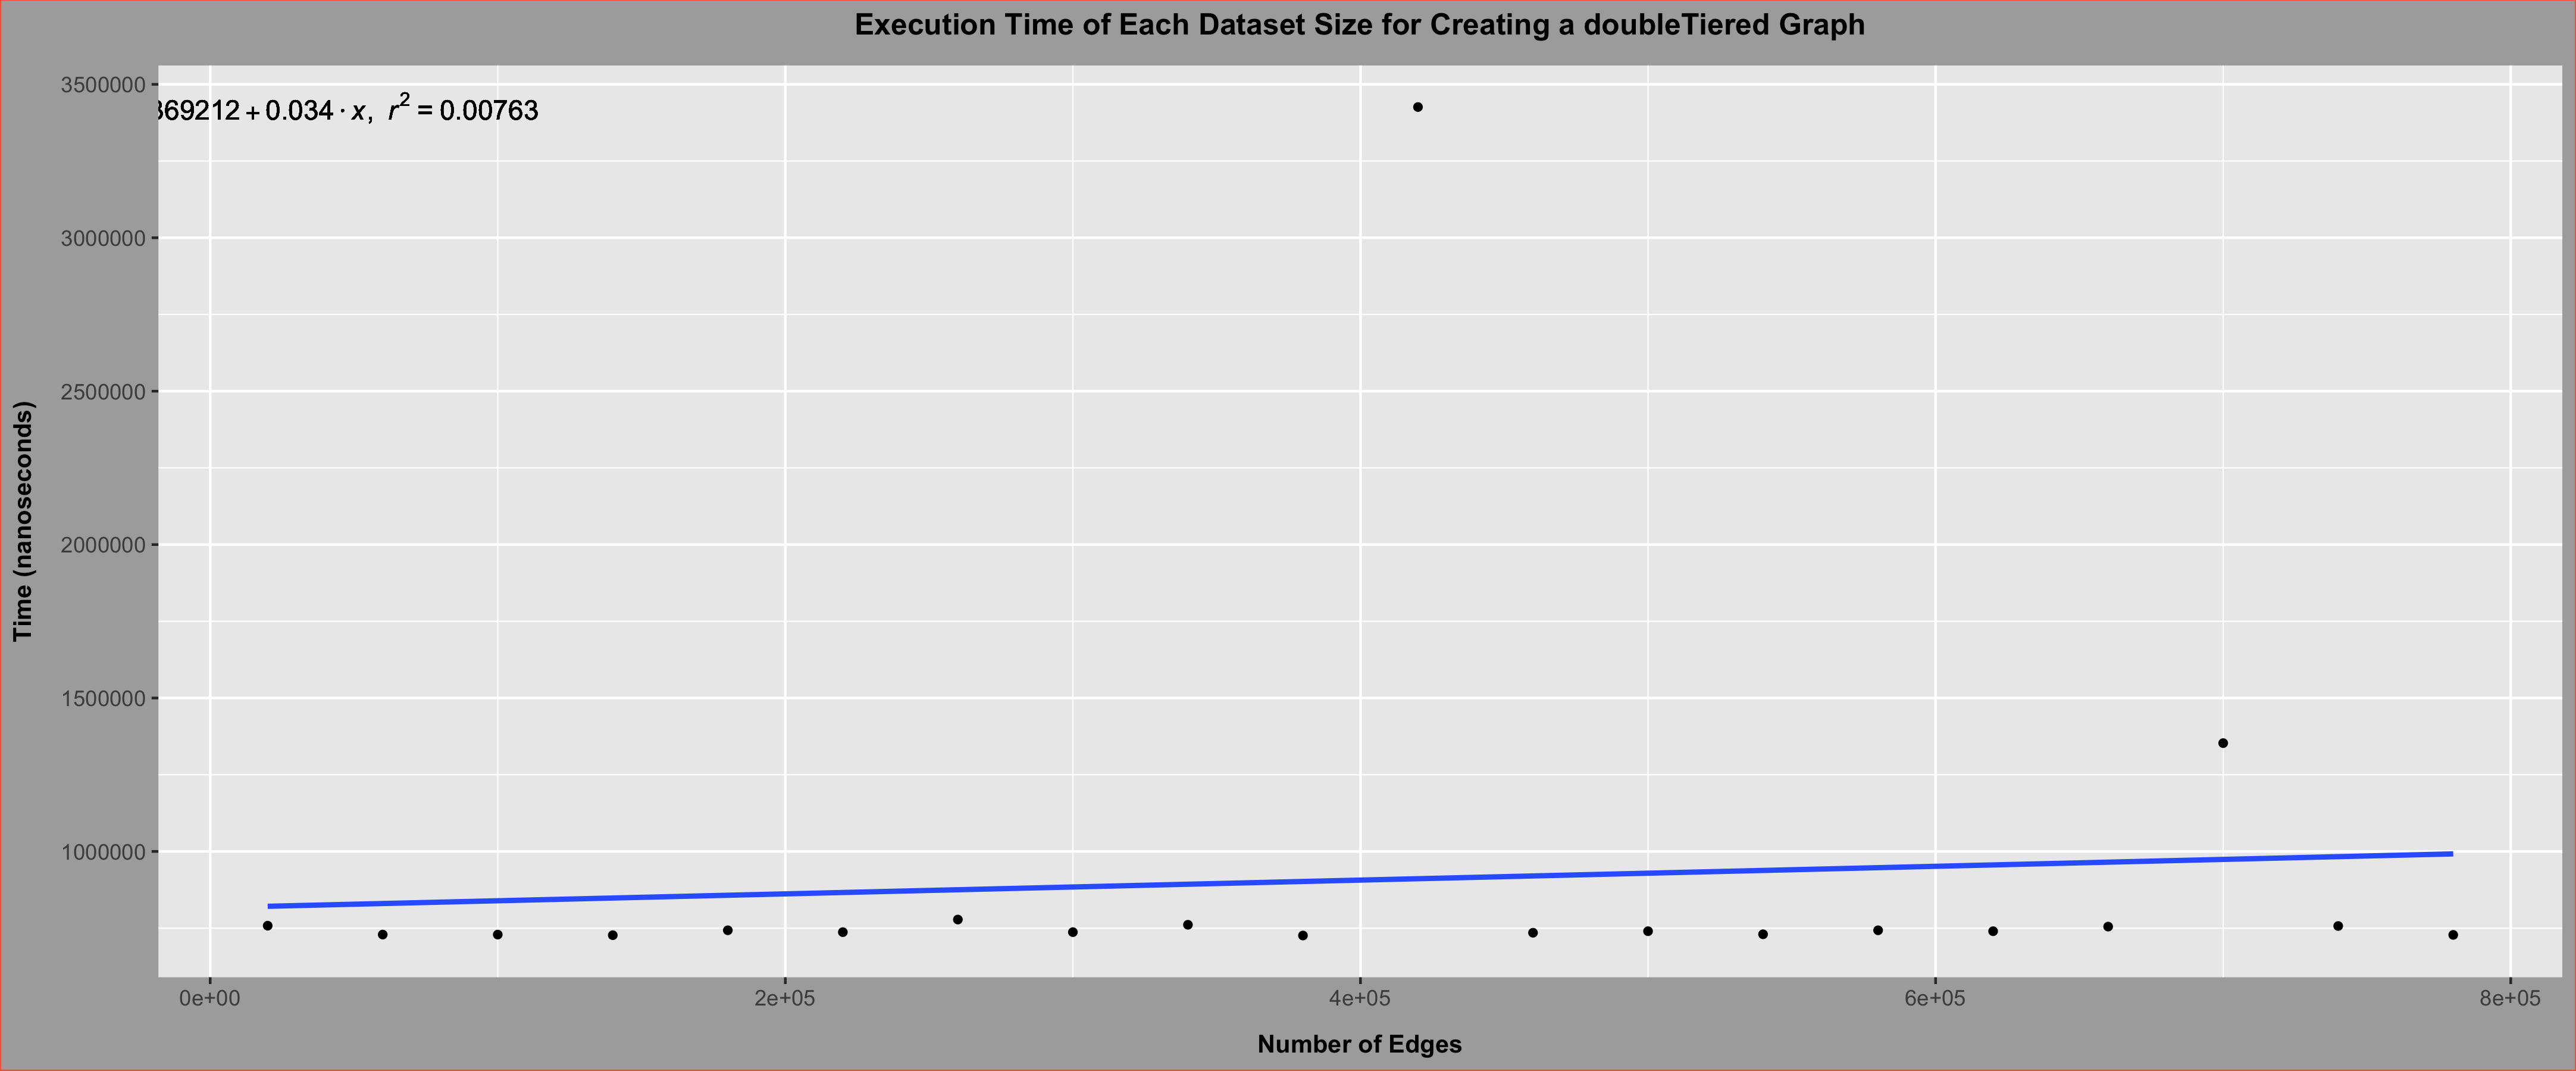 Execution Time of Each Dataset Size for Creating a doubleTiered Graph
3500000
69212 + 0.034 · x, r² = 0.00763
3000000
2500000
2000000
1500000
1000000
Time (nanoseconds)
0e+00 2e+05 4e+05 6e+05 8e+05
Number of Edges